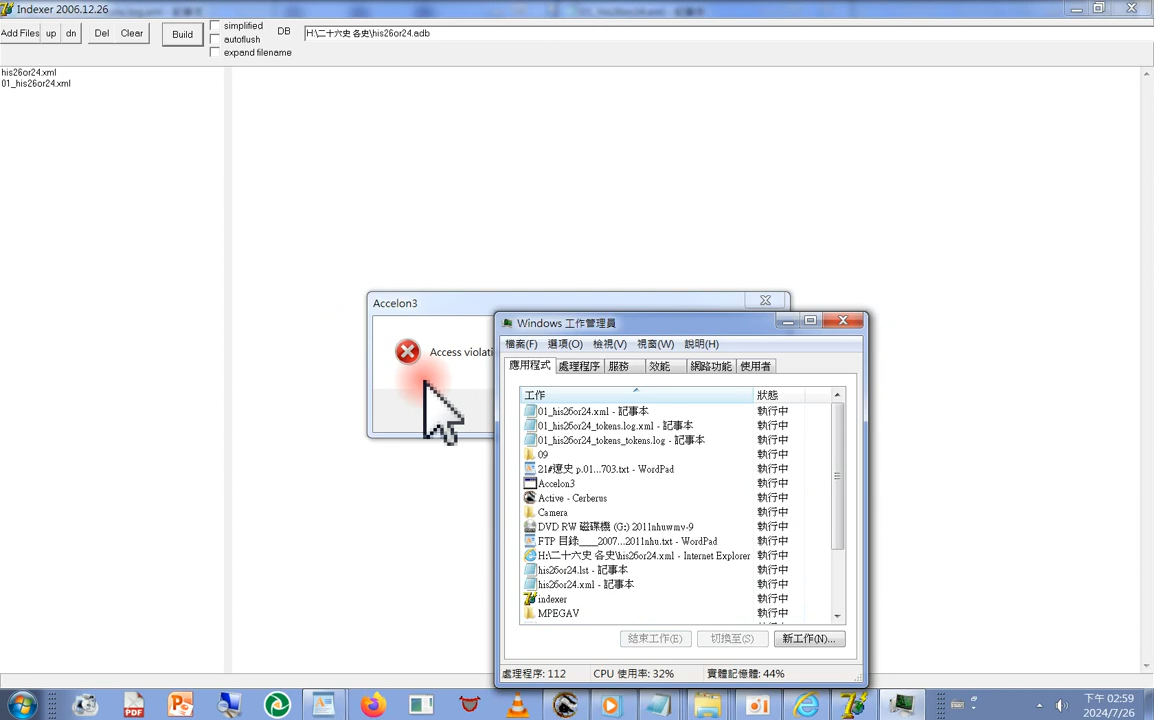 Indexer 2006.12.26
Add Files up dn Del Clear Build
simplified
autoflush
expand filename
DB H:\二十六史 各史\his26or24.adb
his26or24.xml
01_his26or24.xml
Accelon3
Access violati
Windows 工作管理員
檔案(F) 選項(O) 檢視(V) 視窗(W) 說明(H)
應用程式 處理程序 服務 效能 網路功能 使用者
工作 狀態
01_his26or24.xml - 記事本 執行中
01_his26or24_tokens.log.xml - 記事本 執行中
01_his26or24_tokens_tokens.log - 記事本 執行中
09 執行中
21#遼史 p.01...703.txt - WordPad 執行中
Accelon3 執行中
Active - Cerberus 執行中
Camera 執行中
DVD RW 磁碟機 (G:) 2011nhuwmv-9 執行中
FTP 目錄____2007...2011nhu.txt - WordPad 執行中
H:\二十六史 各史\his26or24.xml - Internet Explorer 執行中
his26or24.lst - 記事本 執行中
his26or24.xml - 記事本 執行中
indexer 執行中
MPEGAV 執行中
結束工作(E) 切換至(S) 新工作(N)...
處理程序: 112 CPU 使用率: 32% 實體記憶體: 44%
PDF
下午 02:59
2024/7/26